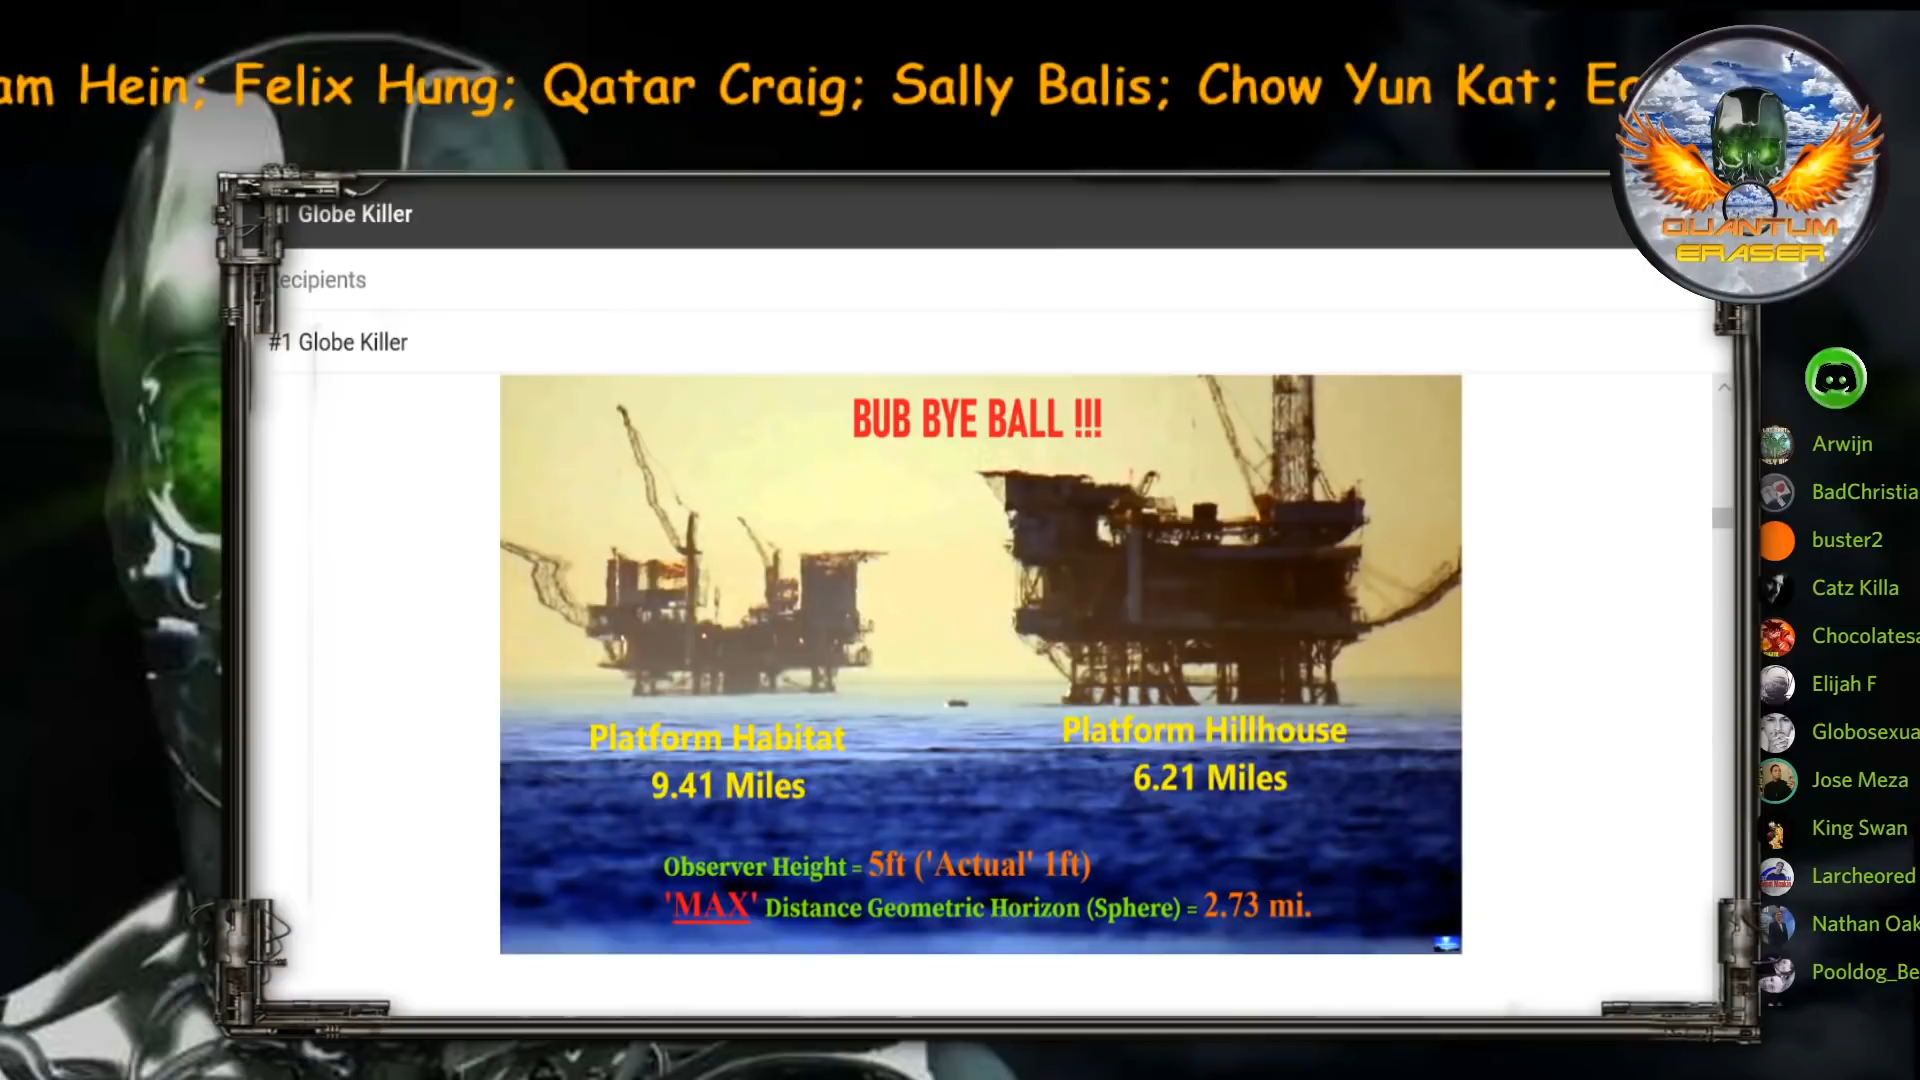 am Hein; Felix Hung; Qatar Craig; Sally Balis; Chow Yun Kat;
QUANTUM
ERASER
Globe Killer
ecipients
#1 Globe Killer
BUB BYE BALL !!!
Platform Habitat
9.41 Miles
Platform Hillhouse
6.21 Miles
Observer Height = 5ft ('Actual' 1ft)
'MAX' Distance Geometric Horizon (Sphere) = 2.73 mi.
Arwijn
BadChristia
buster2
Catz Killa
Chocolatesa
Elijah F
Globosexua
Jose Meza
King Swan
Larcheored
Nathan Oak
Pooldog_Be